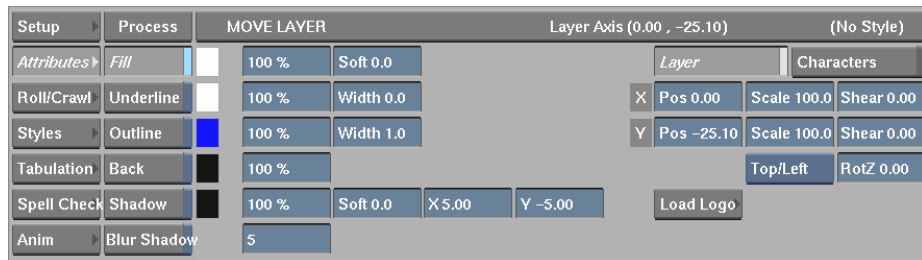 Setup Process MOVE LAYER Layer Axis (0.00 , −25.10) (No Style)
Attributes Fill 100 % Soft 0.0 Layer Characters
Roll/Crawl Underline 100 % Width 0.0 X Pos 0.00 Scale 100.0 Shear 0.00
Styles Outline 100 % Width 1.0 Y Pos −25.10 Scale 100.0 Shear 0.00
Tabulation Back 100 % Top/Left RotZ 0.00
Spell Check Shadow 100 % Soft 0.0 X 5.00 Y −5.00 Load Logo
Anim Blur Shadow 5